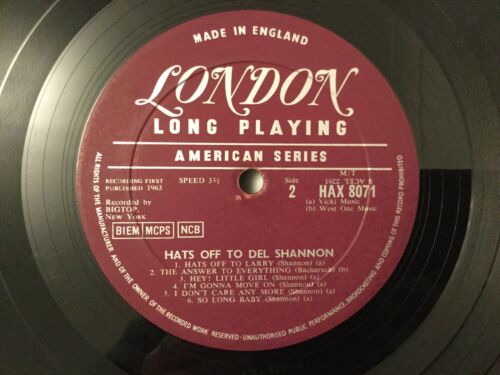 MADE IN ENGLAND
LONDON
LONG PLAYING
AMERICAN SERIES
RECORDING FIRST
PUBLISHED 1963
SPEED 33⅓
Side
2
M/T
HAX 8071
(a) Vicki Music
(b) West One Music
Recorded by
BIGTOP,
New York
BIEM MCPS NCB
HATS OFF TO DEL SHANNON
1. HATS OFF TO LARRY (Shannon) (a)
2. THE ANSWER TO EVERYTHING (Bacharach) (b)
3. HEY! LITTLE GIRL (Shannon) (a)
4. I'M GONNA MOVE ON (Shannon) (a)
5. I DON'T CARE ANY MORE (Shannon) (a)
6. SO LONG BABY (Shannon) (a)
ALL RIGHTS OF THE MANUFACTURER AND OF THE OWNER OF THE RECORDED WORK RESERVED·UNAUTHORISED PUBLIC PERFORMANCE, BROADCASTING AND COPYING OF THIS RECORD PROHIBITED